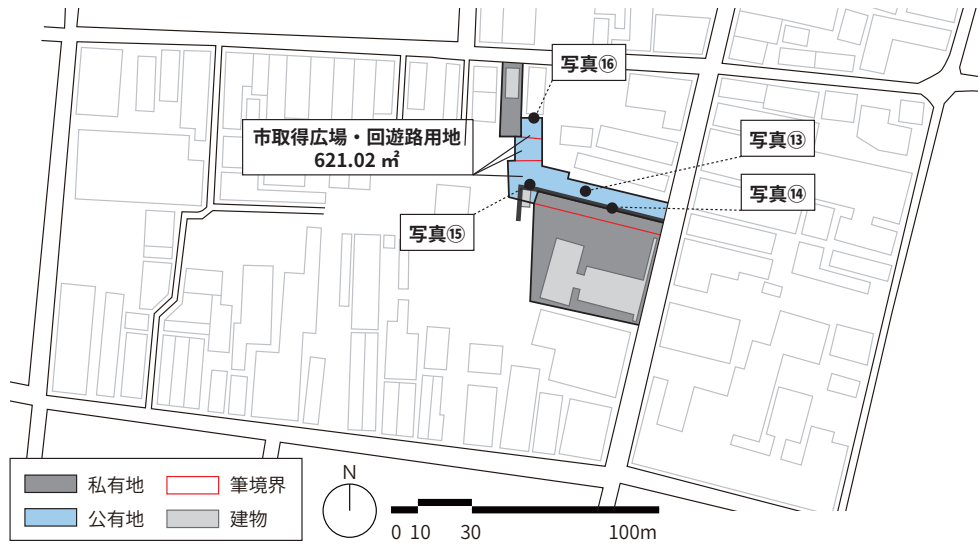 写真⑯
市取得広場・回遊路用地
621.02 ㎡
写真⑬
写真⑭
写真⑮
私有地
筆境界
公有地
建物
N
0 10 30 100m